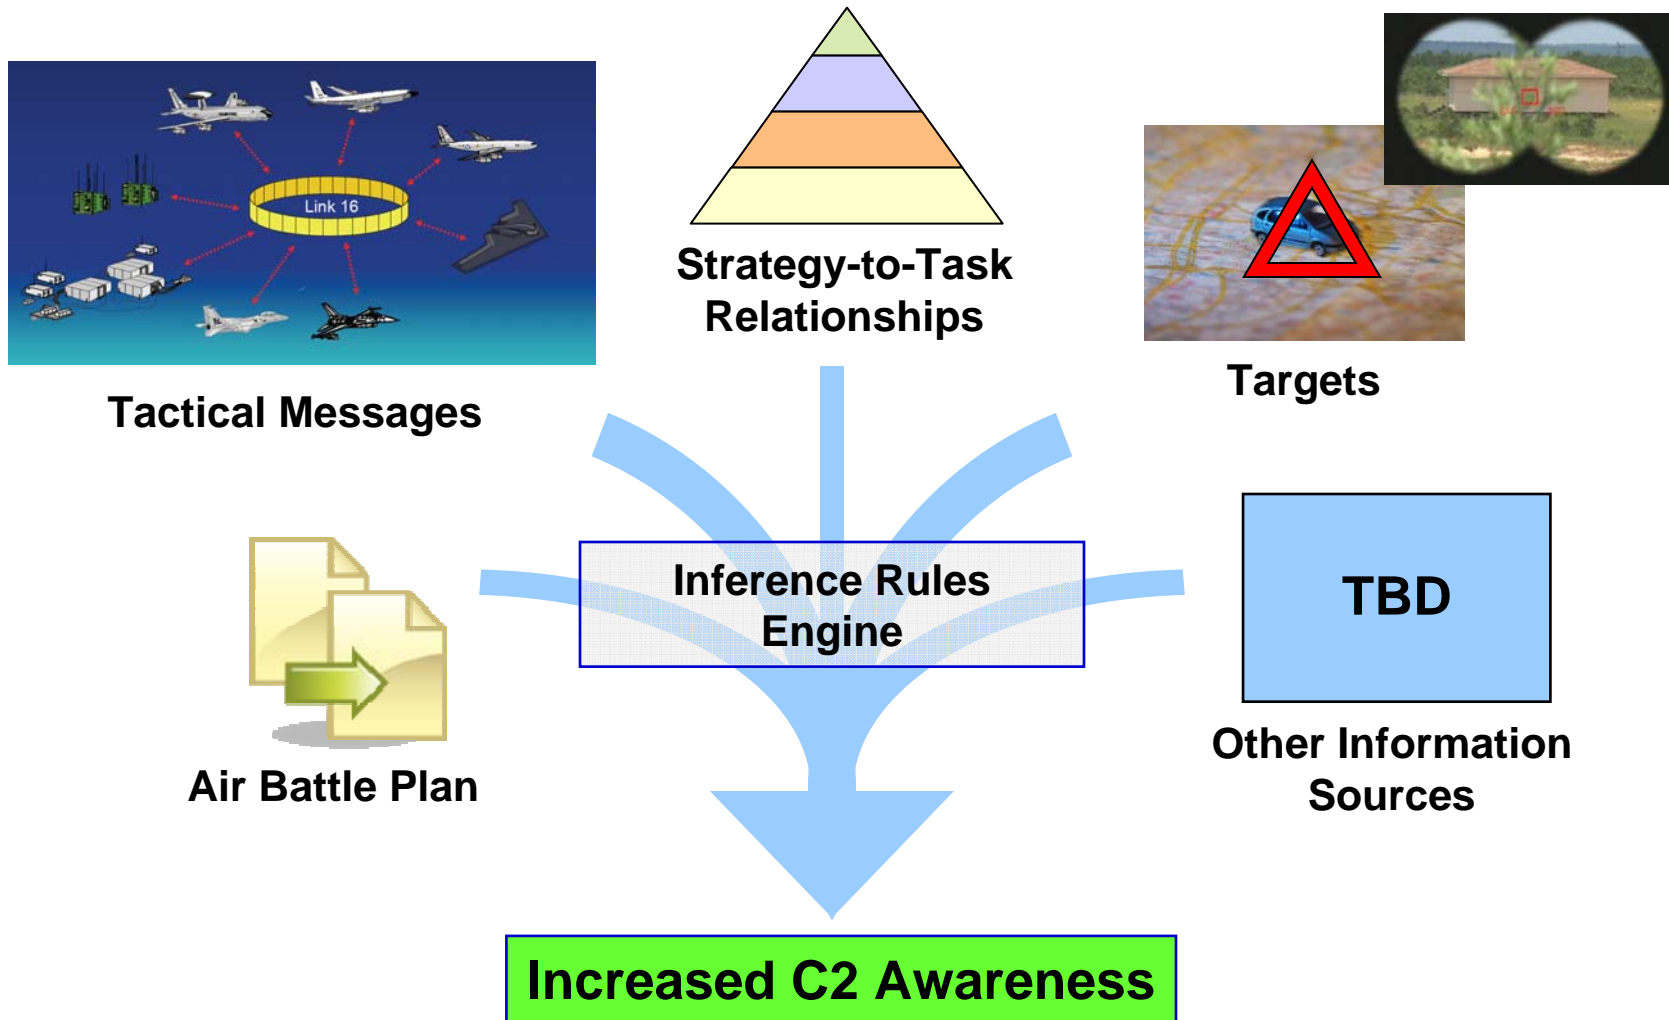 Link 16
Tactical Messages
Strategy-to-Task
Relationships
Targets
Inference Rules
Engine
Air Battle Plan
TBD
Other Information
Sources
Increased C2 Awareness